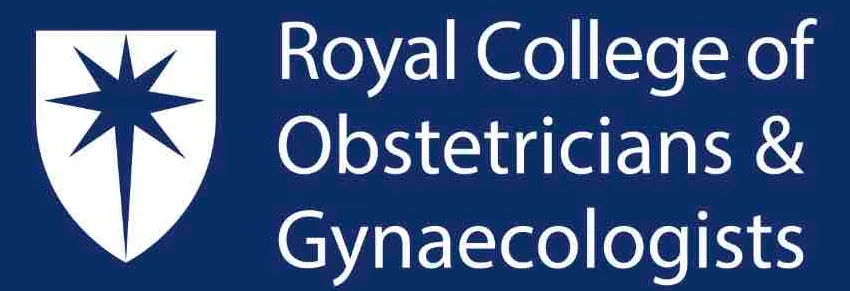 Royal College of
Obstetricians &
Gynaecologists